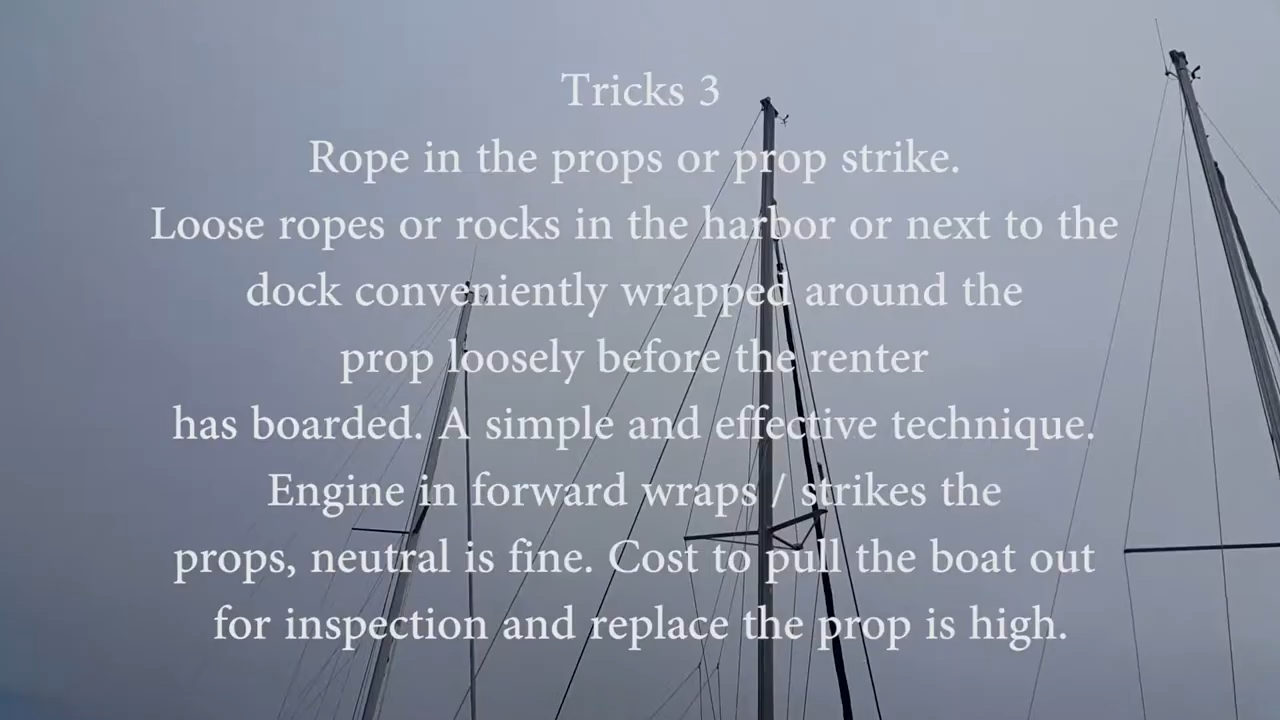 Tricks 3
Rope in the props or prop strike.
Loose ropes or rocks in the harbor or next to the
dock conveniently wrapped around the
prop loosely before the renter
has boarded. A simple and effective technique.
Engine in forward wraps / strikes the
props, neutral is fine. Cost to pull the boat out
for inspection and replace the prop is high.